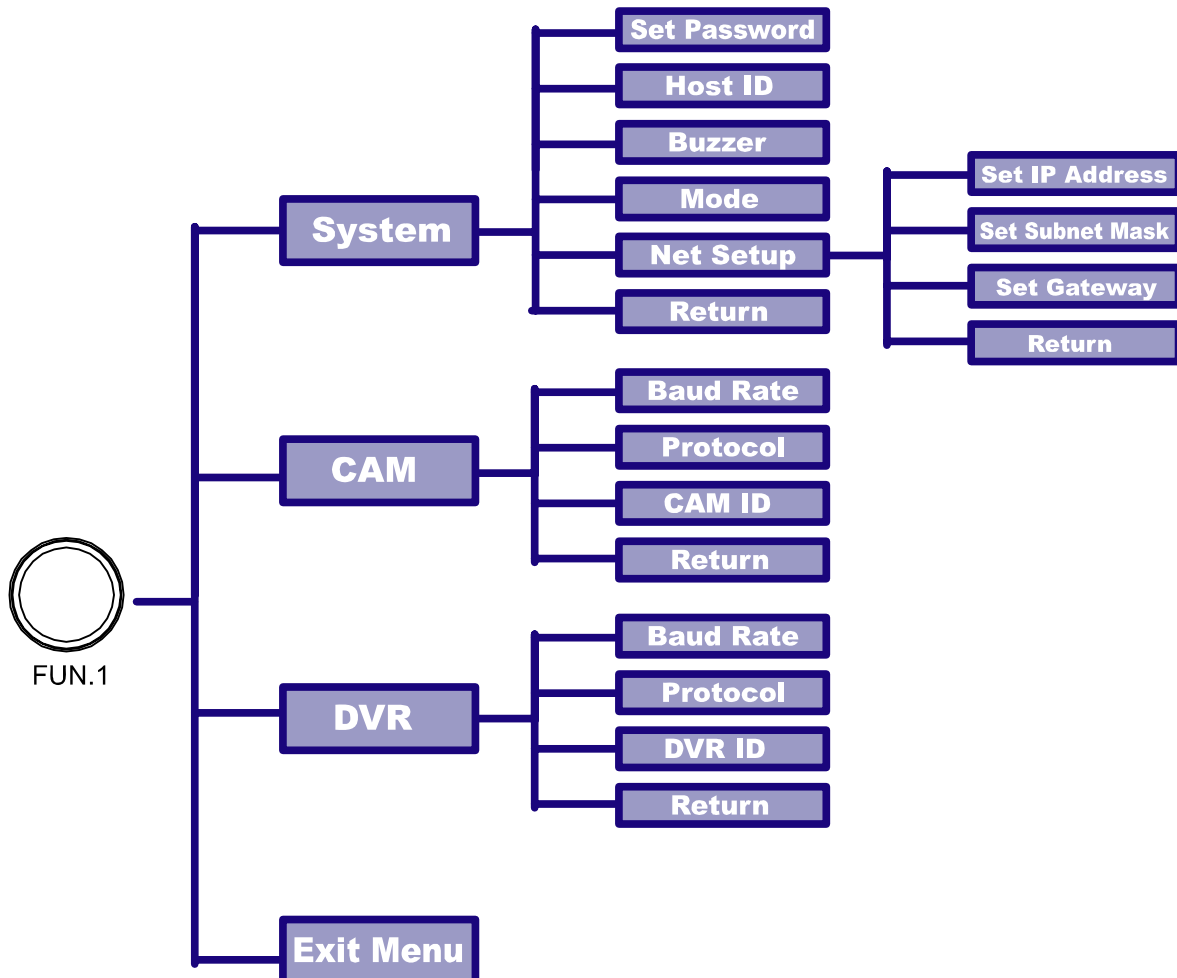 Set Password
Host ID
Buzzer
Mode
Net Setup
Return
System
Set IP Address
Set Subnet Mask
Set Gateway
Return
CAM
Baud Rate
Protocol
CAM ID
Return
FUN.1
DVR
Baud Rate
Protocol
DVR ID
Return
Exit Menu